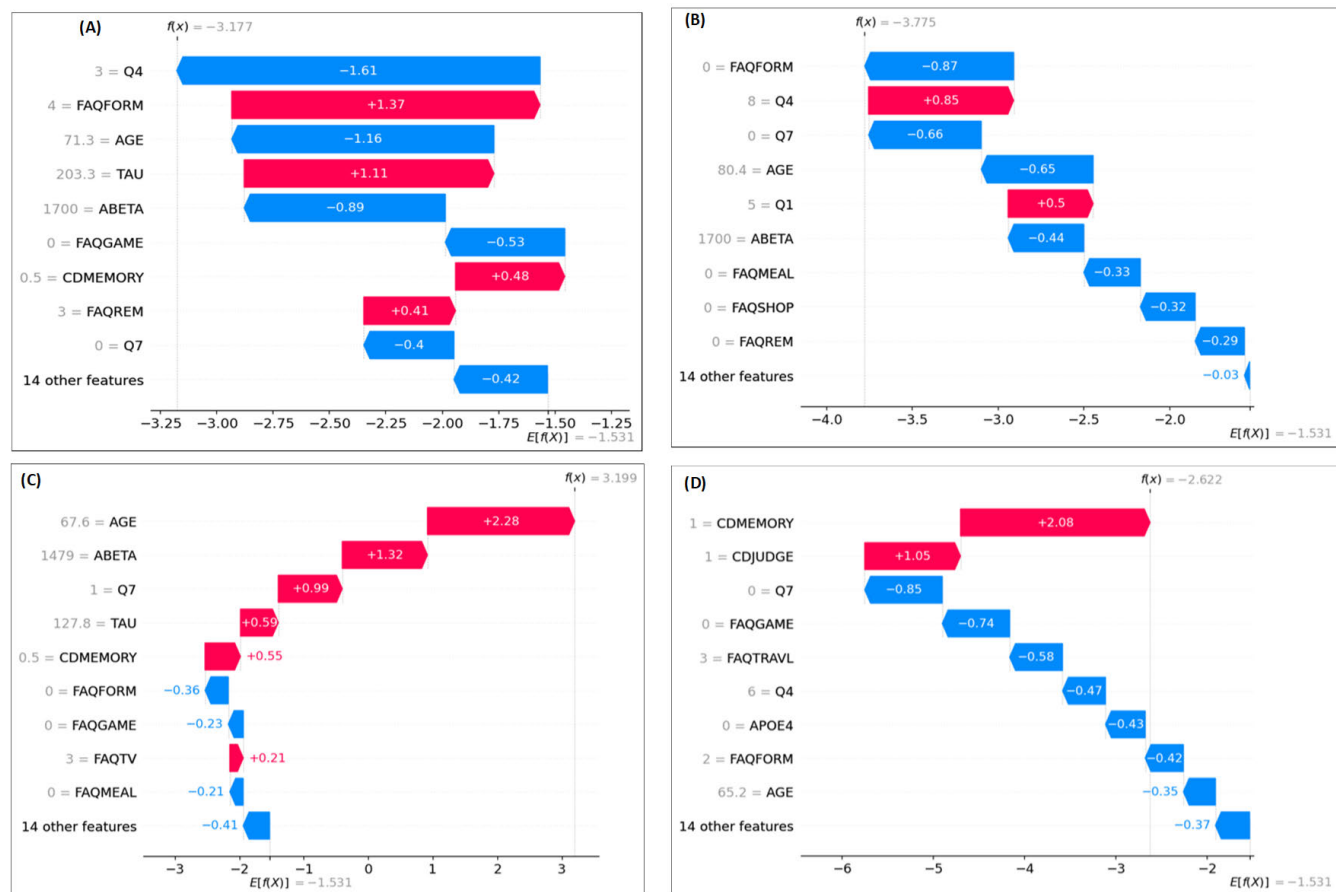 (A)
f(x) = −3.177
3 = Q4
−1.61
4 = FAQFORM
+1.37
71.3 = AGE
−1.16
203.3 = TAU
+1.11
1700 = ABETA
−0.89
0 = FAQGAME
−0.53
0.5 = CDMEMORY
+0.48
3 = FAQREM
+0.41
0 = Q7
−0.4
14 other features
−0.42
−3.25 −3.00 −2.75 −2.50 −2.25 −2.00 −1.75 −1.50 −1.25
E[f(X)] = −1.531
(B)
f(x) = −3.775
0 = FAQFORM
−0.87
8 = Q4
+0.85
0 = Q7
−0.66
80.4 = AGE
−0.65
5 = Q1
+0.5
1700 = ABETA
−0.44
0 = FAQMEAL
−0.33
0 = FAQSHOP
−0.32
0 = FAQREM
−0.29
14 other features
−0.03
−4.0 −3.5 −3.0 −2.5 −2.0
E[f(X)] = −1.531
(C)
f(x) = 3.199
67.6 = AGE
+2.28
1479 = ABETA
+1.32
1 = Q7
+0.99
127.8 = TAU
+0.59
0.5 = CDMEMORY
+0.55
0 = FAQFORM
−0.36
0 = FAQGAME
−0.23
3 = FAQTV
+0.21
0 = FAQMEAL
−0.21
14 other features
−0.41
−3 −2 −1 0 1 2 3
E[f(X)] = −1.531
(D)
f(x) = −2.622
1 = CDMEMORY
+2.08
1 = CDJUDGE
+1.05
0 = Q7
−0.85
0 = FAQGAME
−0.74
3 = FAQTRAVL
−0.58
6 = Q4
−0.47
0 = APOE4
−0.43
2 = FAQFORM
−0.42
65.2 = AGE
−0.35
14 other features
−0.37
−6 −5 −4 −3 −2
E[f(X)] = −1.531